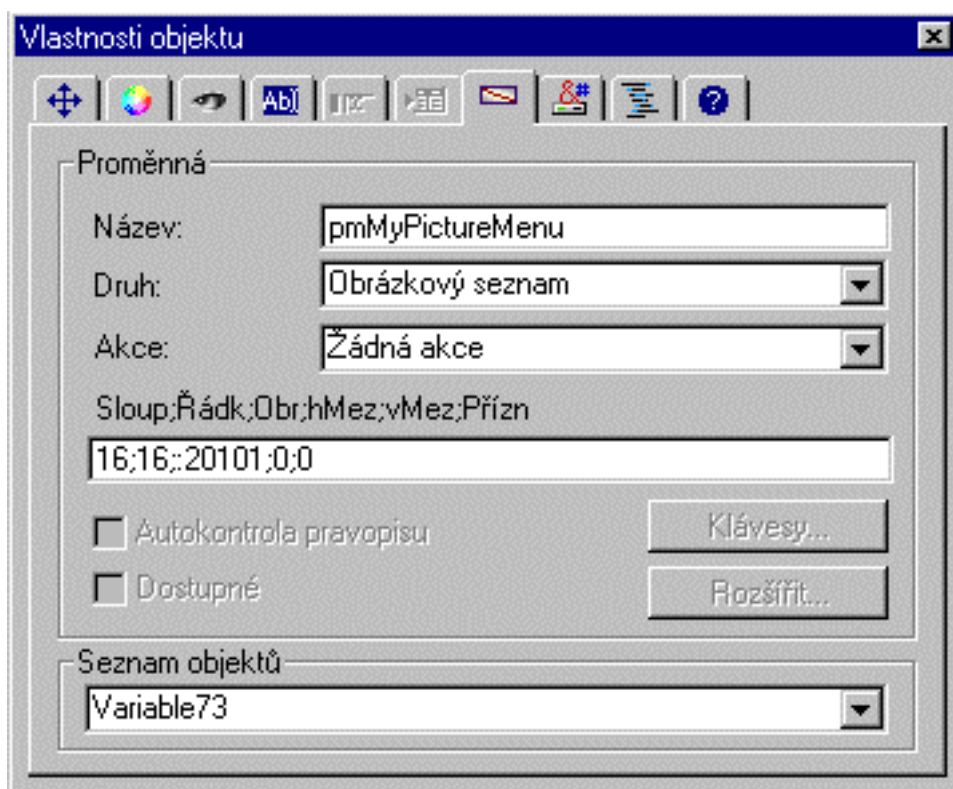 Vlastnosti objektu
Proměnná
Název: pmMyPictureMenu
Druh: Obrázkový seznam
Akce: Žádná akce
Sloup;Řádk;Obr;hMez;vMez;Přízn
16;16;:20101;0;0
Autokontrola pravopisu
Klávesy...
Dostupné
Rozšířit...
Seznam objektů
Variable73